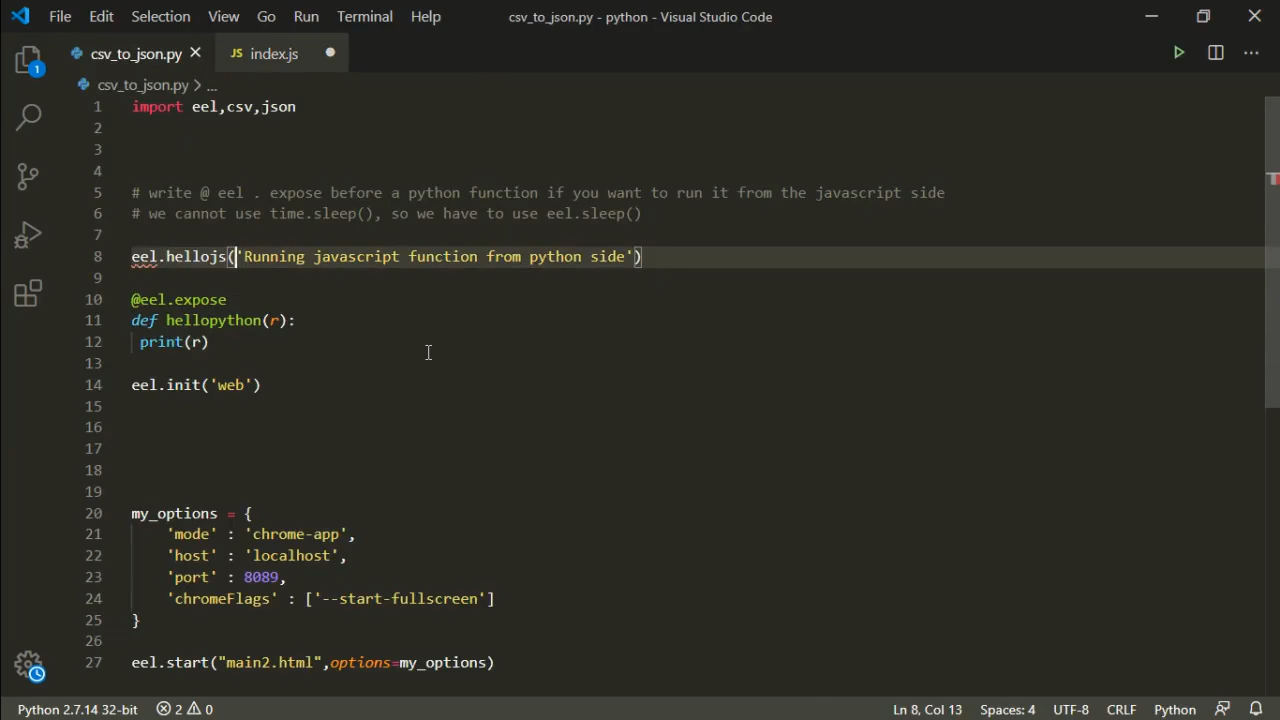 File Edit Selection View Go Run Terminal Help csv_to_json.py - python - Visual Studio Code
csv_to_json.py JS index.js
1 csv_to_json.py > ...
1 import eel,csv,json
2
3
4
5 # write @ eel . expose before a python function if you want to run it from the javascript side
6 # we cannot use time.sleep(), so we have to use eel.sleep()
7
8 eel.hellojs('Running javascript function from python side')
9
10 @eel.expose
11 def hellopython(r):
12 print(r)
13
14 eel.init('web')
15
16
17
18
19
20 my_options = {
21 'mode' : 'chrome-app',
22 'host' : 'localhost',
23 'port' : 8089,
24 'chromeFlags' : ['--start-fullscreen']
25 }
26
27 eel.start("main2.html",options=my_options)
Python 2.7.14 32-bit 2 0 Ln 8, Col 13 Spaces: 4 UTF-8 CRLF Python